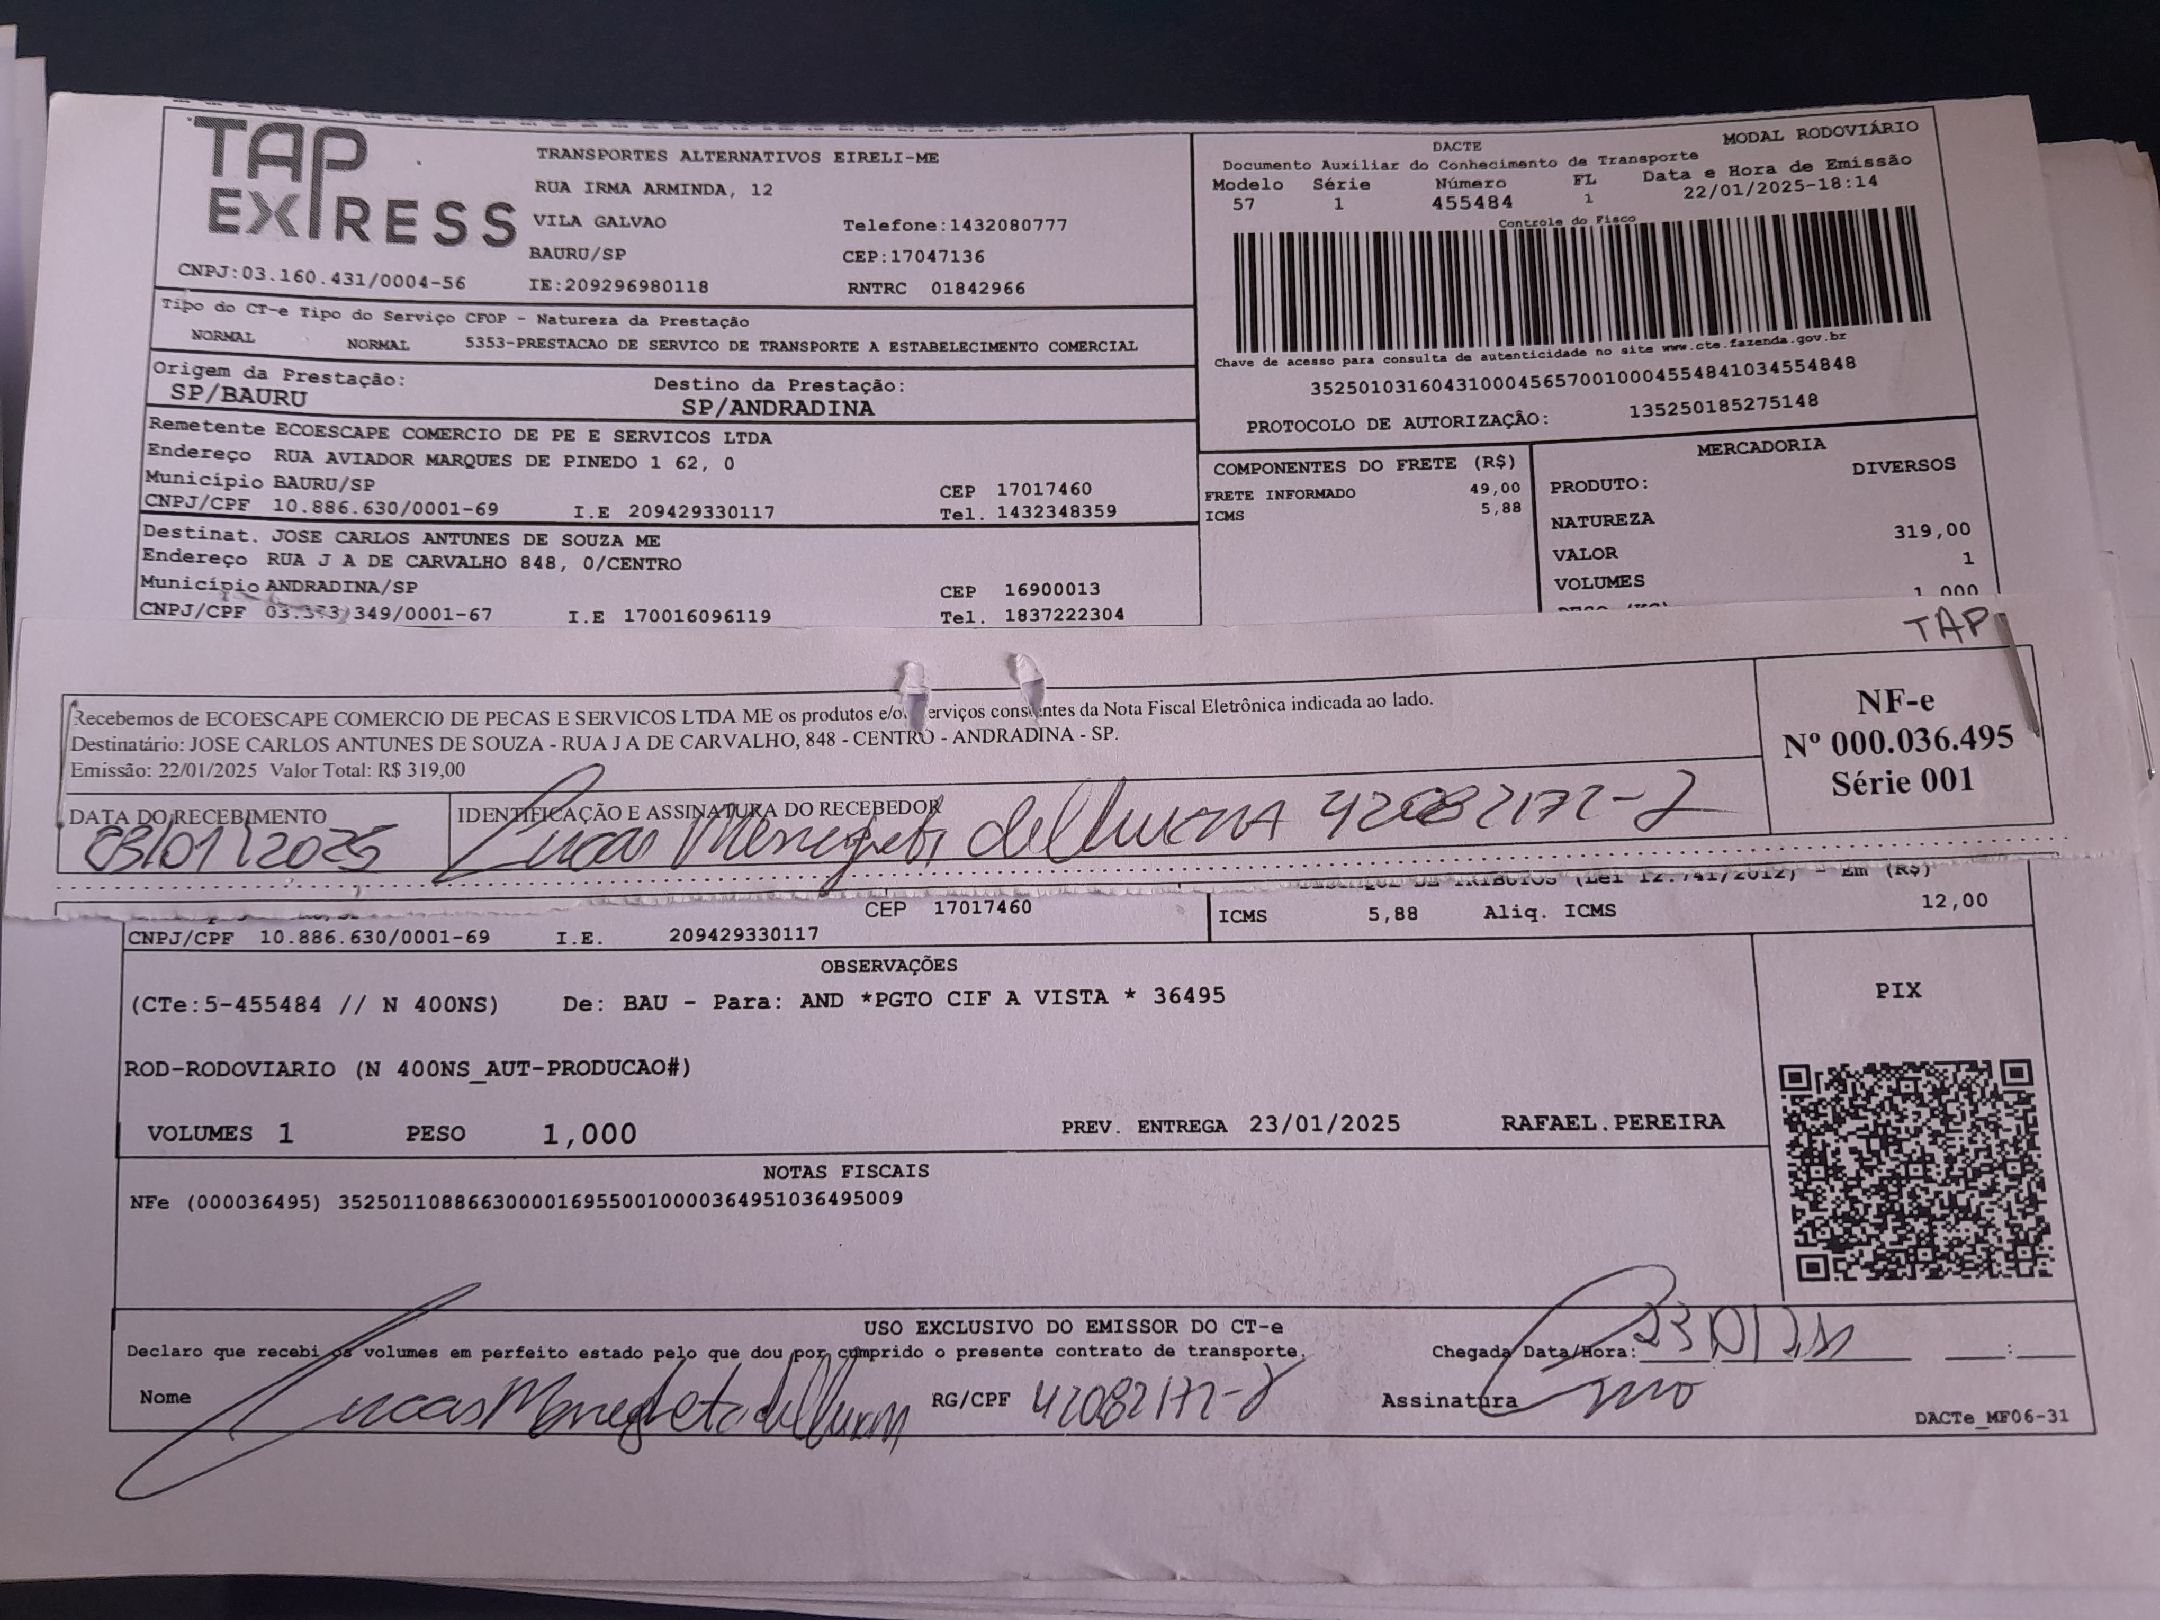 TAP EXPRESS
TRANSPORTES ALTERNATIVOS EIRELI-ME
RUA IRMA ARMINDA, 12
VILA GALVAO Telefone:1432080777
BAURU/SP CEP:17047136
CNPJ:03.160.431/0004-56 IE:209296980118 RNTRC 01842966
DACTE MODAL RODOVIÁRIO
Documento Auxiliar do Conhecimento de Transporte
Modelo Série Número FL Data e Hora de Emissão
57 1 455484 1 22/01/2025-18:14
Controle do Fisco
Chave de acesso para consulta de autenticidade no site www.cte.fazenda.gov.br
35250103160431000456570010004554841034554848
PROTOCOLO DE AUTORIZAÇÃO: 135250185275148
Tipo do CT-e Tipo do Serviço CFOP - Natureza da Prestação
NORMAL NORMAL 5353-PRESTACAO DE SERVICO DE TRANSPORTE A ESTABELECIMENTO COMERCIAL
Origem da Prestação: Destino da Prestação:
SP/BAURU SP/ANDRADINA
Remetente ECOESCAPE COMERCIO DE PE E SERVICOS LTDA
Endereço RUA AVIADOR MARQUES DE PINEDO 1 62, 0
Município BAURU/SP CEP 17017460
CNPJ/CPF 10.886.630/0001-69 I.E 209429330117 Tel. 1432348359
Destinat. JOSE CARLOS ANTUNES DE SOUZA ME
Endereço RUA J A DE CARVALHO 848, 0/CENTRO
Município ANDRADINA/SP CEP 16900013
CNPJ/CPF I.E 170016096119 Tel. 1837222304
COMPONENTES DO FRETE (R$)
FRETE INFORMADO 49,00
ICMS 5,88
MERCADORIA
PRODUTO: DIVERSOS
NATUREZA
VALOR 319,00
VOLUMES 1
1,000
TAP
Recebemos de ECOESCAPE COMERCIO DE PECAS E SERVICOS LTDA ME os produtos e/ou serviços constantes da Nota Fiscal Eletrônica indicada ao lado.
Destinatário: JOSE CARLOS ANTUNES DE SOUZA - RUA J A DE CARVALHO, 848 - CENTRO - ANDRADINA - SP.
Emissão: 22/01/2025 Valor Total: R$ 319,00
DATA DO RECEBIMENTO IDENTIFICAÇÃO E ASSINATURA DO RECEBEDOR
/01/2025 Lucas
NF-e
Nº 000.036.495
Série 001
CEP 17017460
CNPJ/CPF 10.886.630/0001-69 I.E. 209429330117
TRIBUTOS (Lei 12.741/2012) - Em (R$)
ICMS 5,88 Aliq. ICMS 12,00
OBSERVAÇÕES
(CTe:5-455484 // N 400NS) De: BAU - Para: AND *PGTO CIF A VISTA * 36495
ROD-RODOVIARIO (N 400NS_AUT-PRODUCAO#)
VOLUMES 1 PESO 1,000 PREV. ENTREGA 23/01/2025 RAFAEL.PEREIRA
PIX
NOTAS FISCAIS
NFe (000036495) 35250110886630000169550010000364951036495009
USO EXCLUSIVO DO EMISSOR DO CT-e
Declaro que recebi os volumes em perfeito estado pelo que dou por cumprido o presente contrato de transporte.
Chegada Data/Hora: :
Nome Lucas RG/CPF Assinatura
DACTe_MF06-31